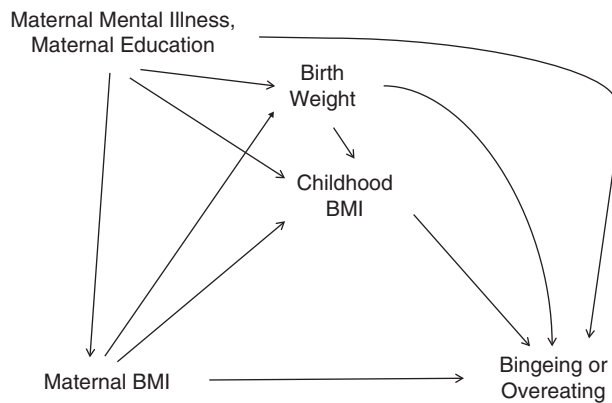 Maternal Mental Illness,
Maternal Education
Birth
Weight
Childhood
BMI
Maternal BMI
Bingeing or
Overeating